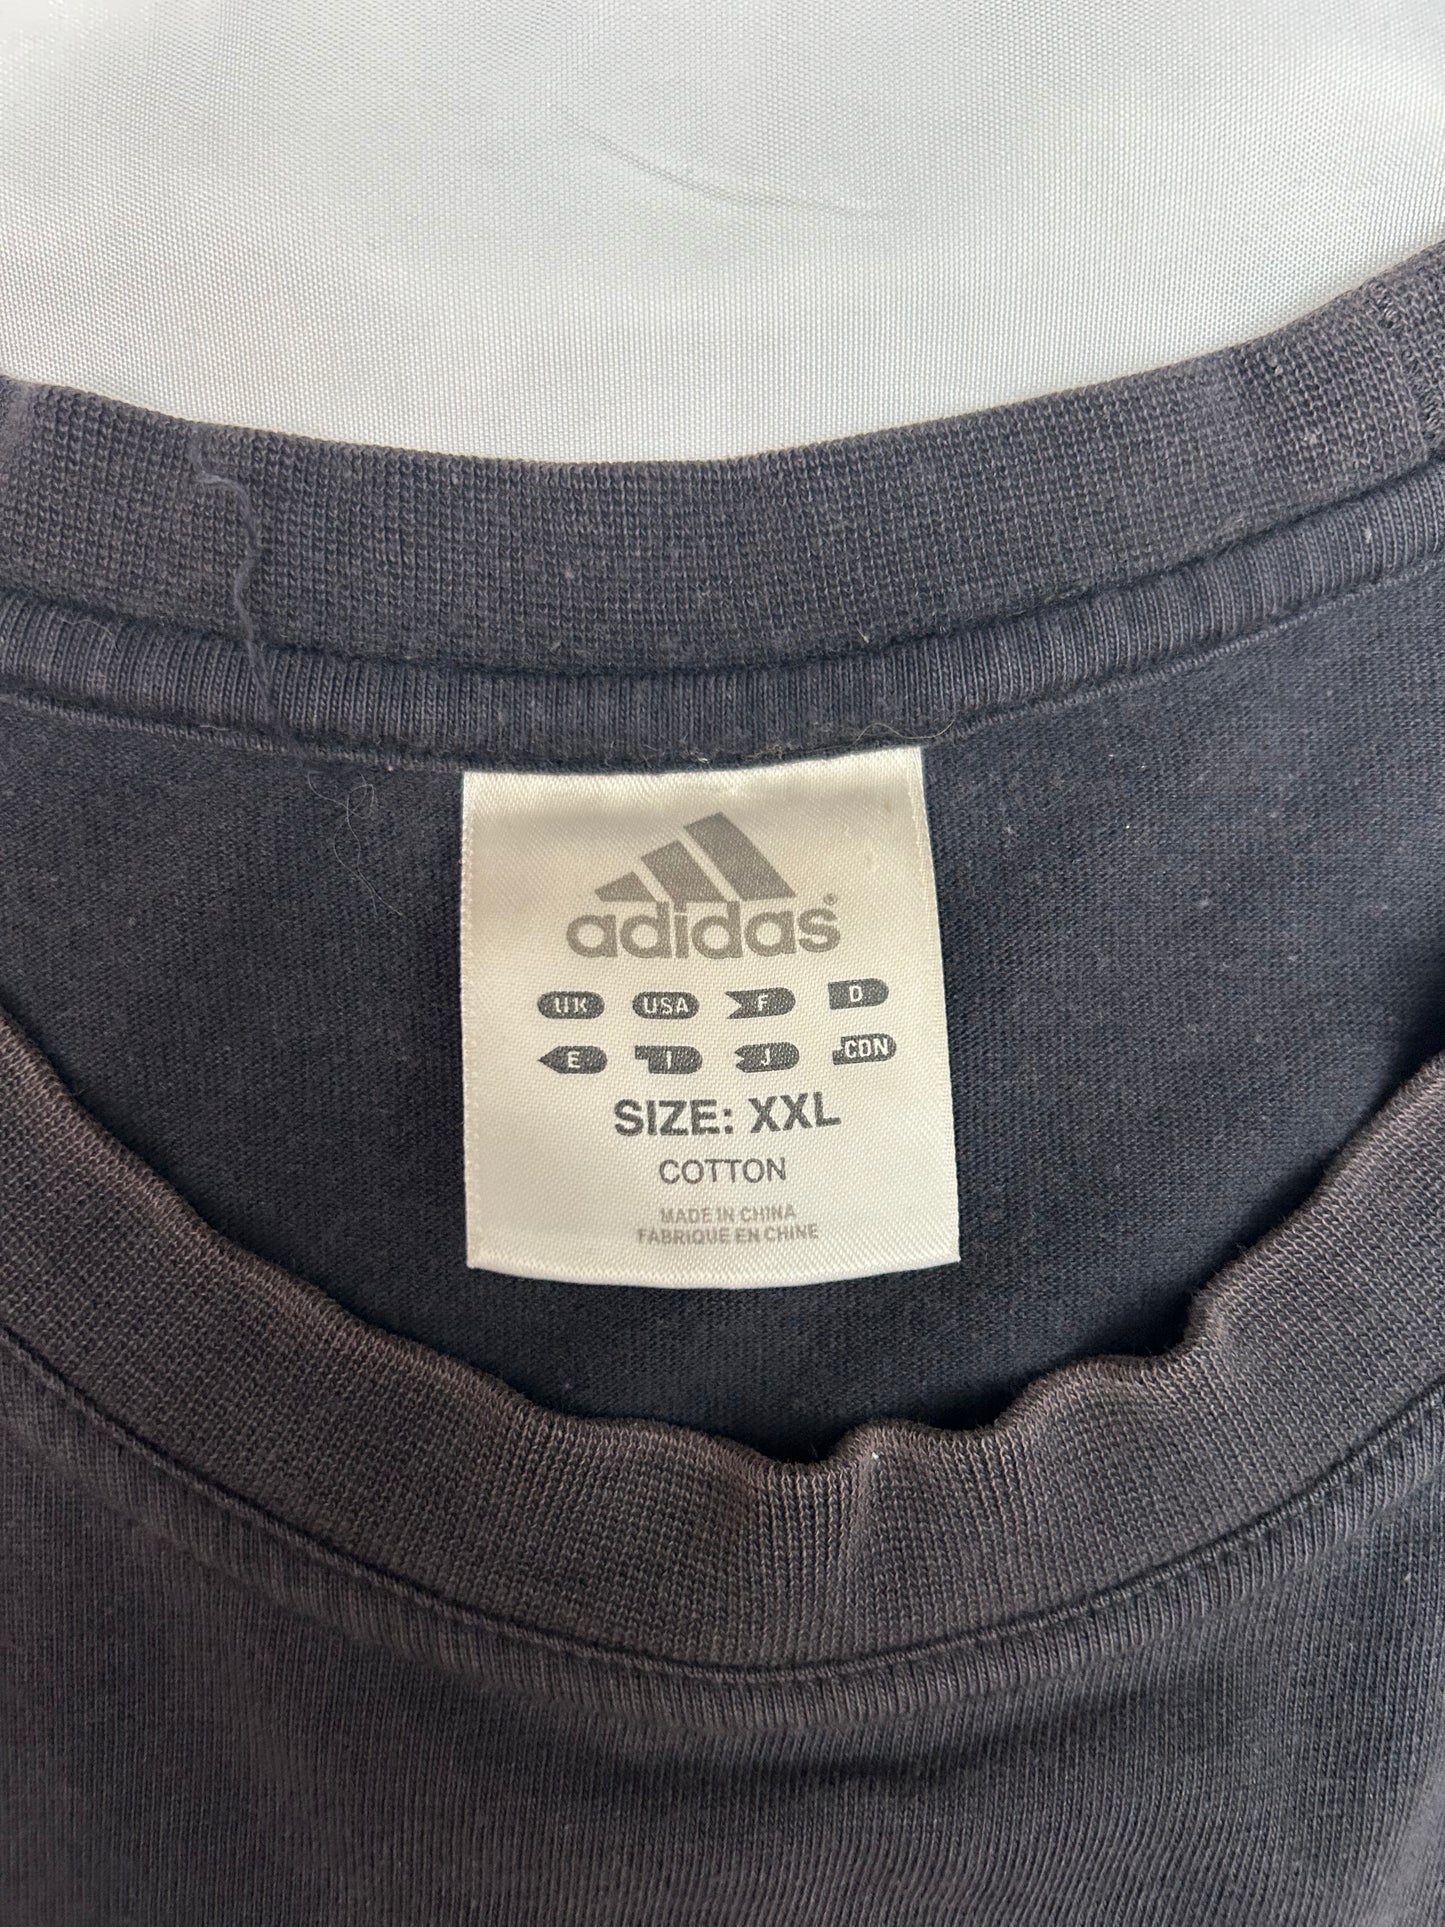 adidas®
UK USA F D
E I J CDN
SIZE: XXL
COTTON
MADE IN CHINA
FABRIQUE EN CHINE